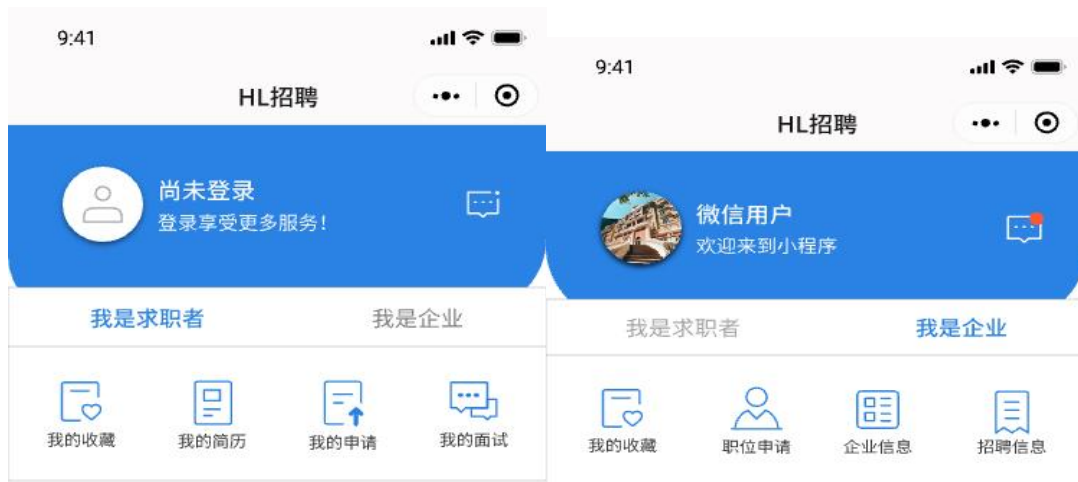 9:41
HL招聘
尚未登录
登录享受更多服务!
我是求职者 我是企业
我的收藏 我的简历 我的申请 我的面试
9:41
HL招聘
微信用户
欢迎来到小程序
我是求职者 我是企业
我的收藏 职位申请 企业信息 招聘信息